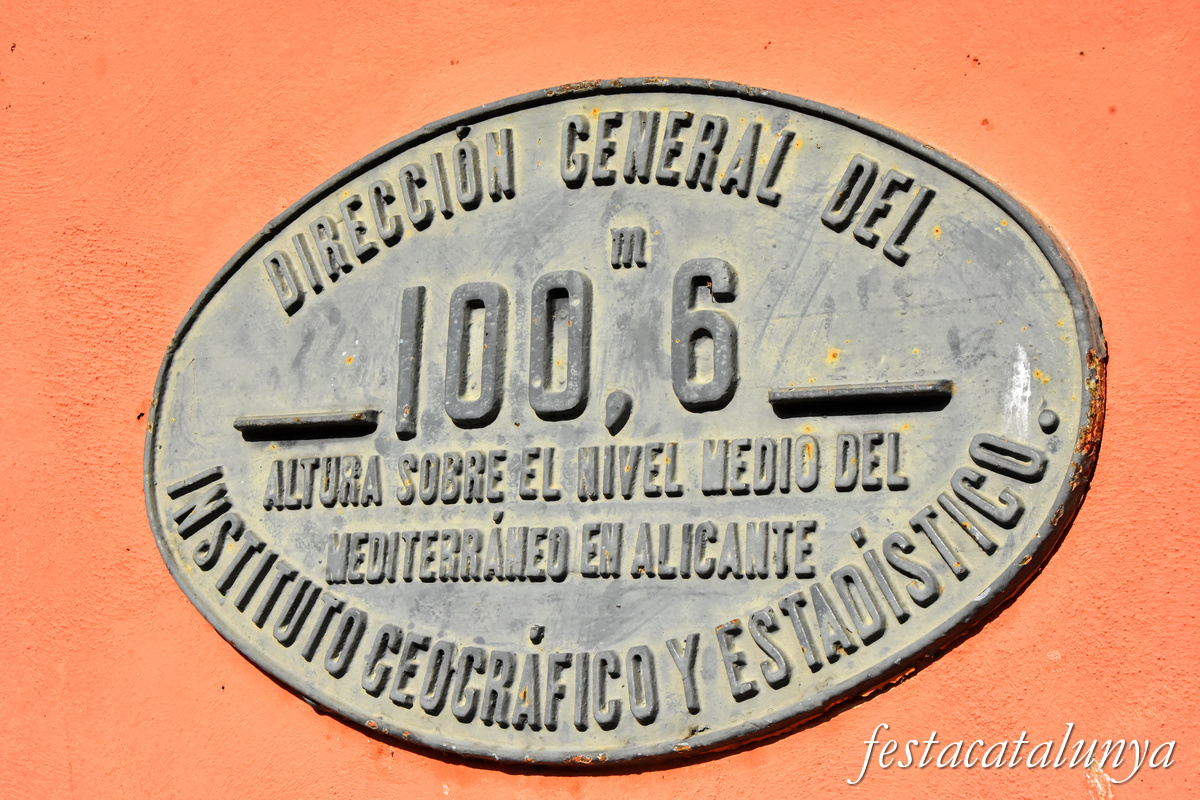 DIRECCIÓN GENERAL DEL
m
100,6
ALTURA SOBRE EL NIVEL MEDIO DEL
MEDITERRÁNEO EN ALICANTE
INSTITUTO GEOGRÁFICO Y ESTADÍSTICO.
festacatalunya